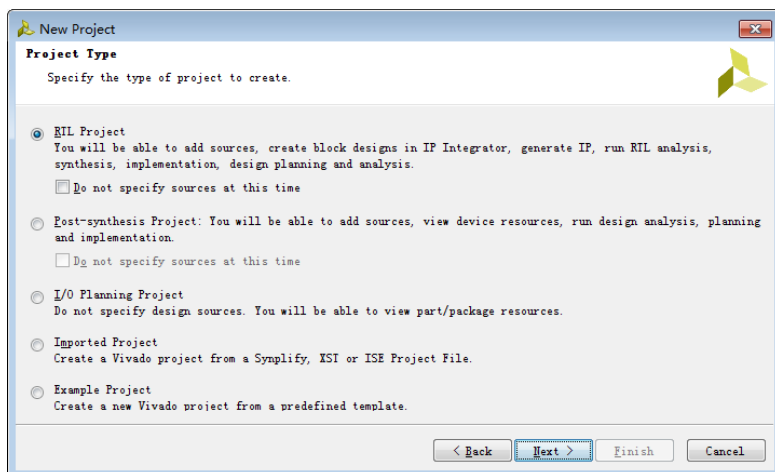 New Project
Project Type
Specify the type of project to create.
RTL Project
You will be able to add sources, create block designs in IP Integrator, generate IP, run RTL analysis,
synthesis, implementation, design planning and analysis.
Do not specify sources at this time
Post-synthesis Project: You will be able to add sources, view device resources, run design analysis, planning
and implementation.
Do not specify sources at this time
I/O Planning Project
Do not specify design sources. You will be able to view part/package resources.
Imported Project
Create a Vivado project from a Synplify, XST or ISE Project File.
Example Project
Create a new Vivado project from a predefined template.
< Back Next > Finish Cancel